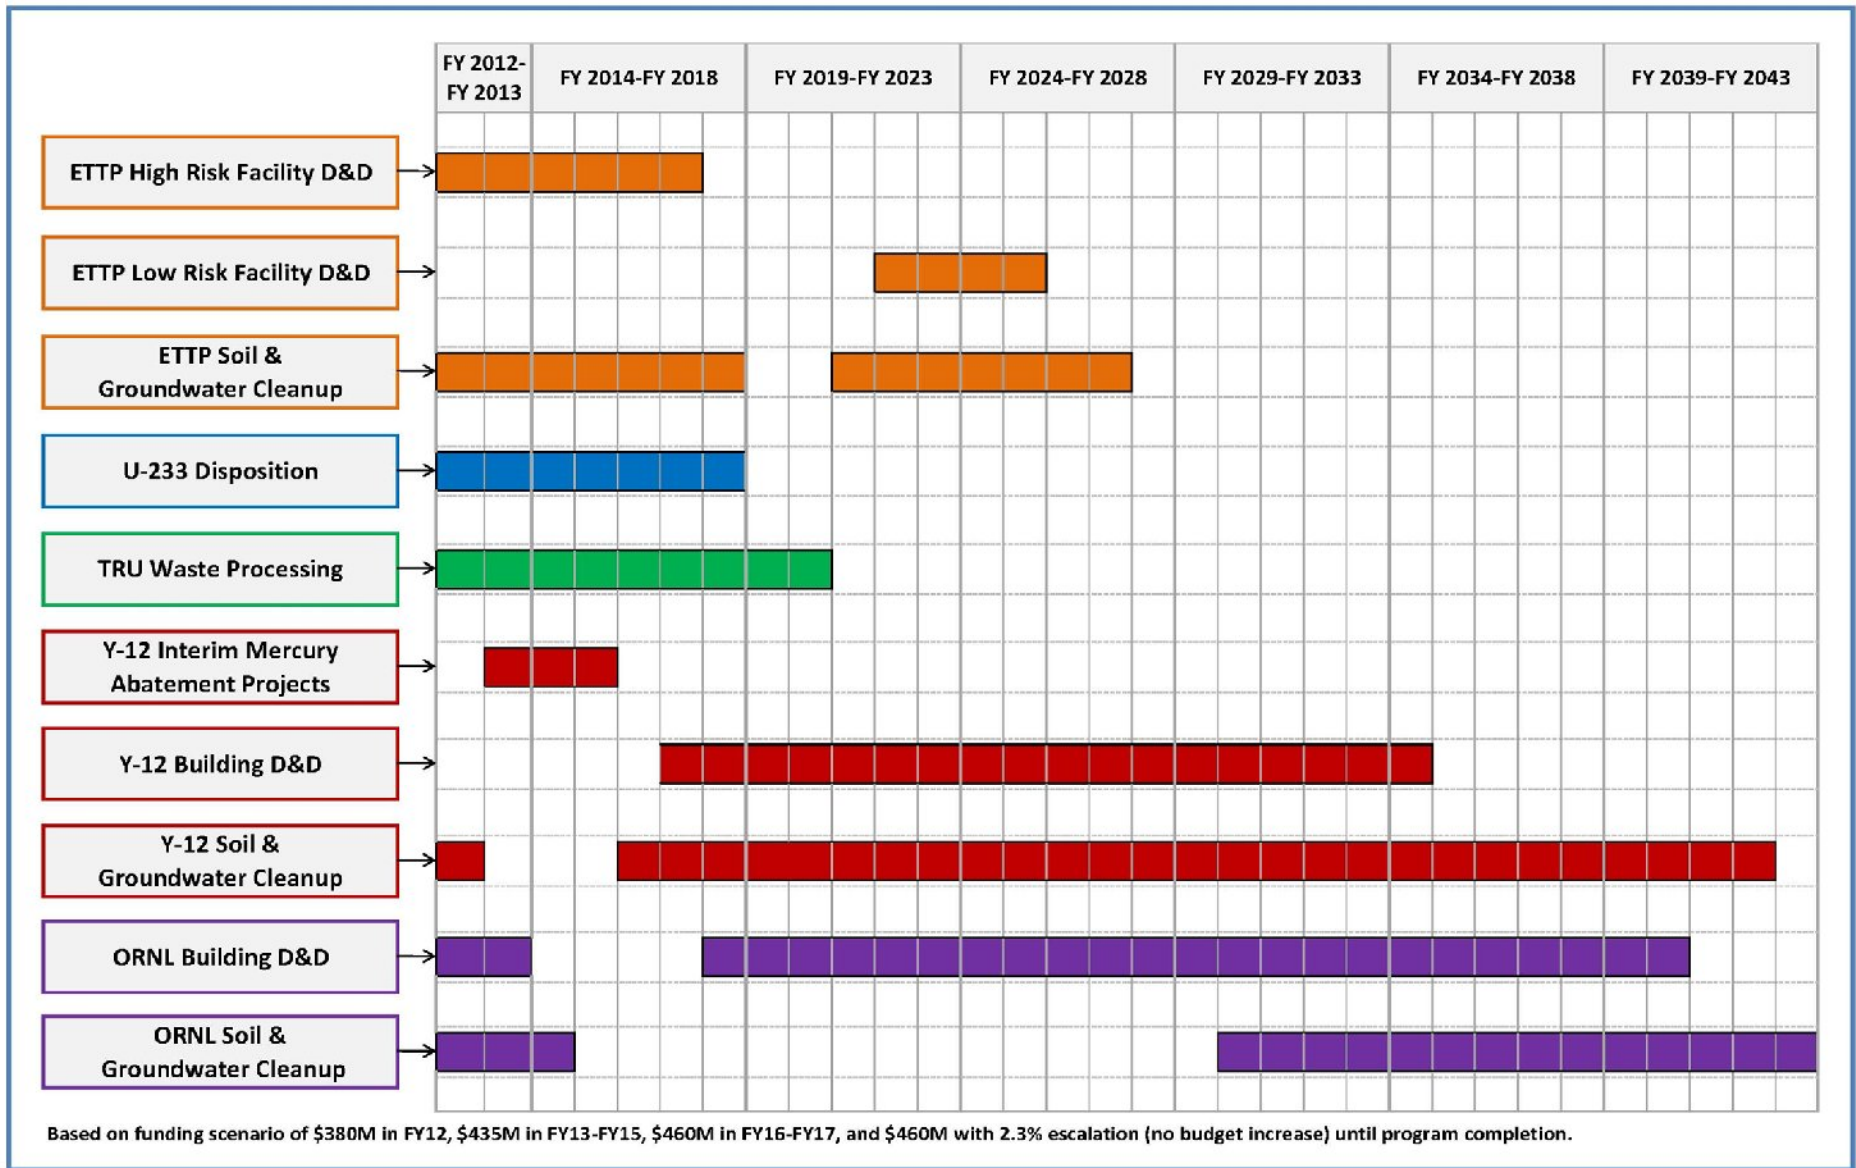 FY 2012-
FY 2013
FY 2014-FY 2018
FY 2019-FY 2023
FY 2024-FY 2028
FY 2029-FY 2033
FY 2034-FY 2038
FY 2039-FY 2043
ETTP High Risk Facility D&D
ETTP Low Risk Facility D&D
ETTP Soil &
Groundwater Cleanup
U-233 Disposition
TRU Waste Processing
Y-12 Interim Mercury
Abatement Projects
Y-12 Building D&D
Y-12 Soil &
Groundwater Cleanup
ORNL Building D&D
ORNL Soil &
Groundwater Cleanup
Based on funding scenario of $380M in FY12, $435M in FY13-FY15, $460M in FY16-FY17, and $460M with 2.3% escalation (no budget increase) until program completion.